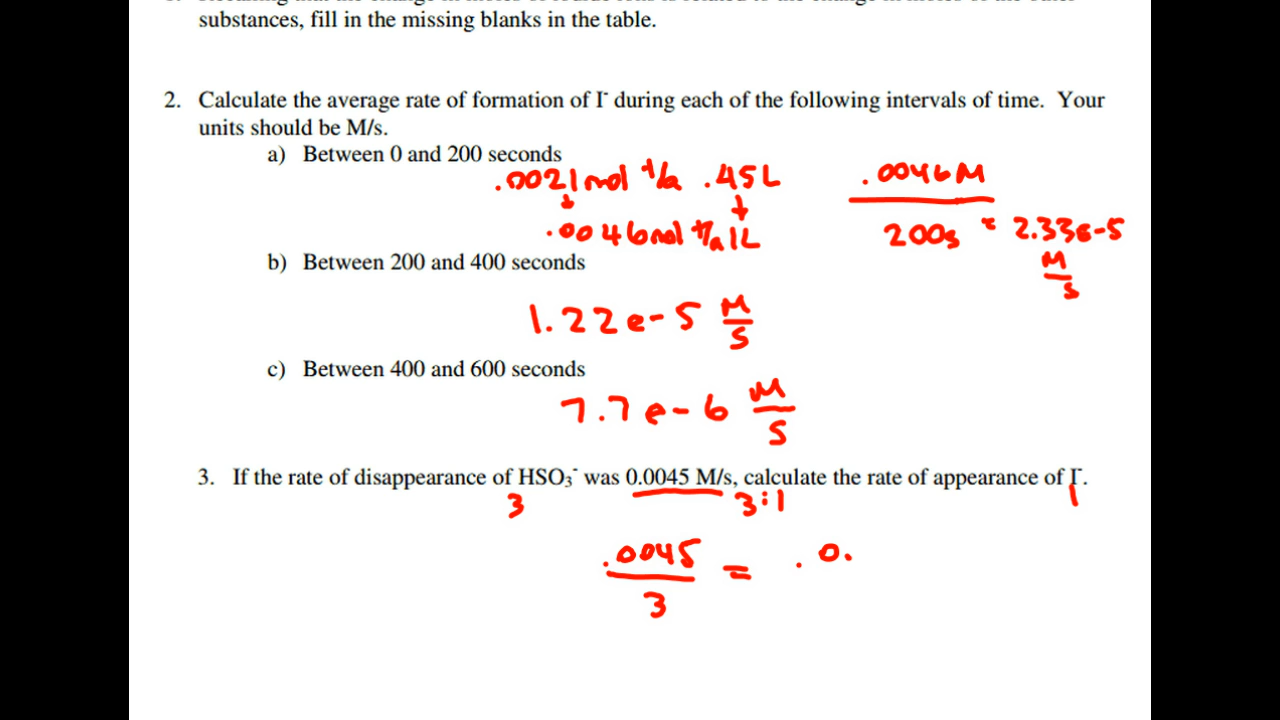 substances, fill in the missing blanks in the table.
2. Calculate the average rate of formation of I⁻ during each of the following intervals of time. Your
units should be M/s.
a) Between 0 and 200 seconds
.0021mol .45L
.0046mol 1L
.0046M
200s = 2.33e-5
M
s
b) Between 200 and 400 seconds
1.22e-5 M
s
c) Between 400 and 600 seconds
7.7e-6 M
s
3. If the rate of disappearance of HSO₃⁻ was 0.0045 M/s, calculate the rate of appearance of I⁻.
3 3:1 1
.0045 = .0.
3